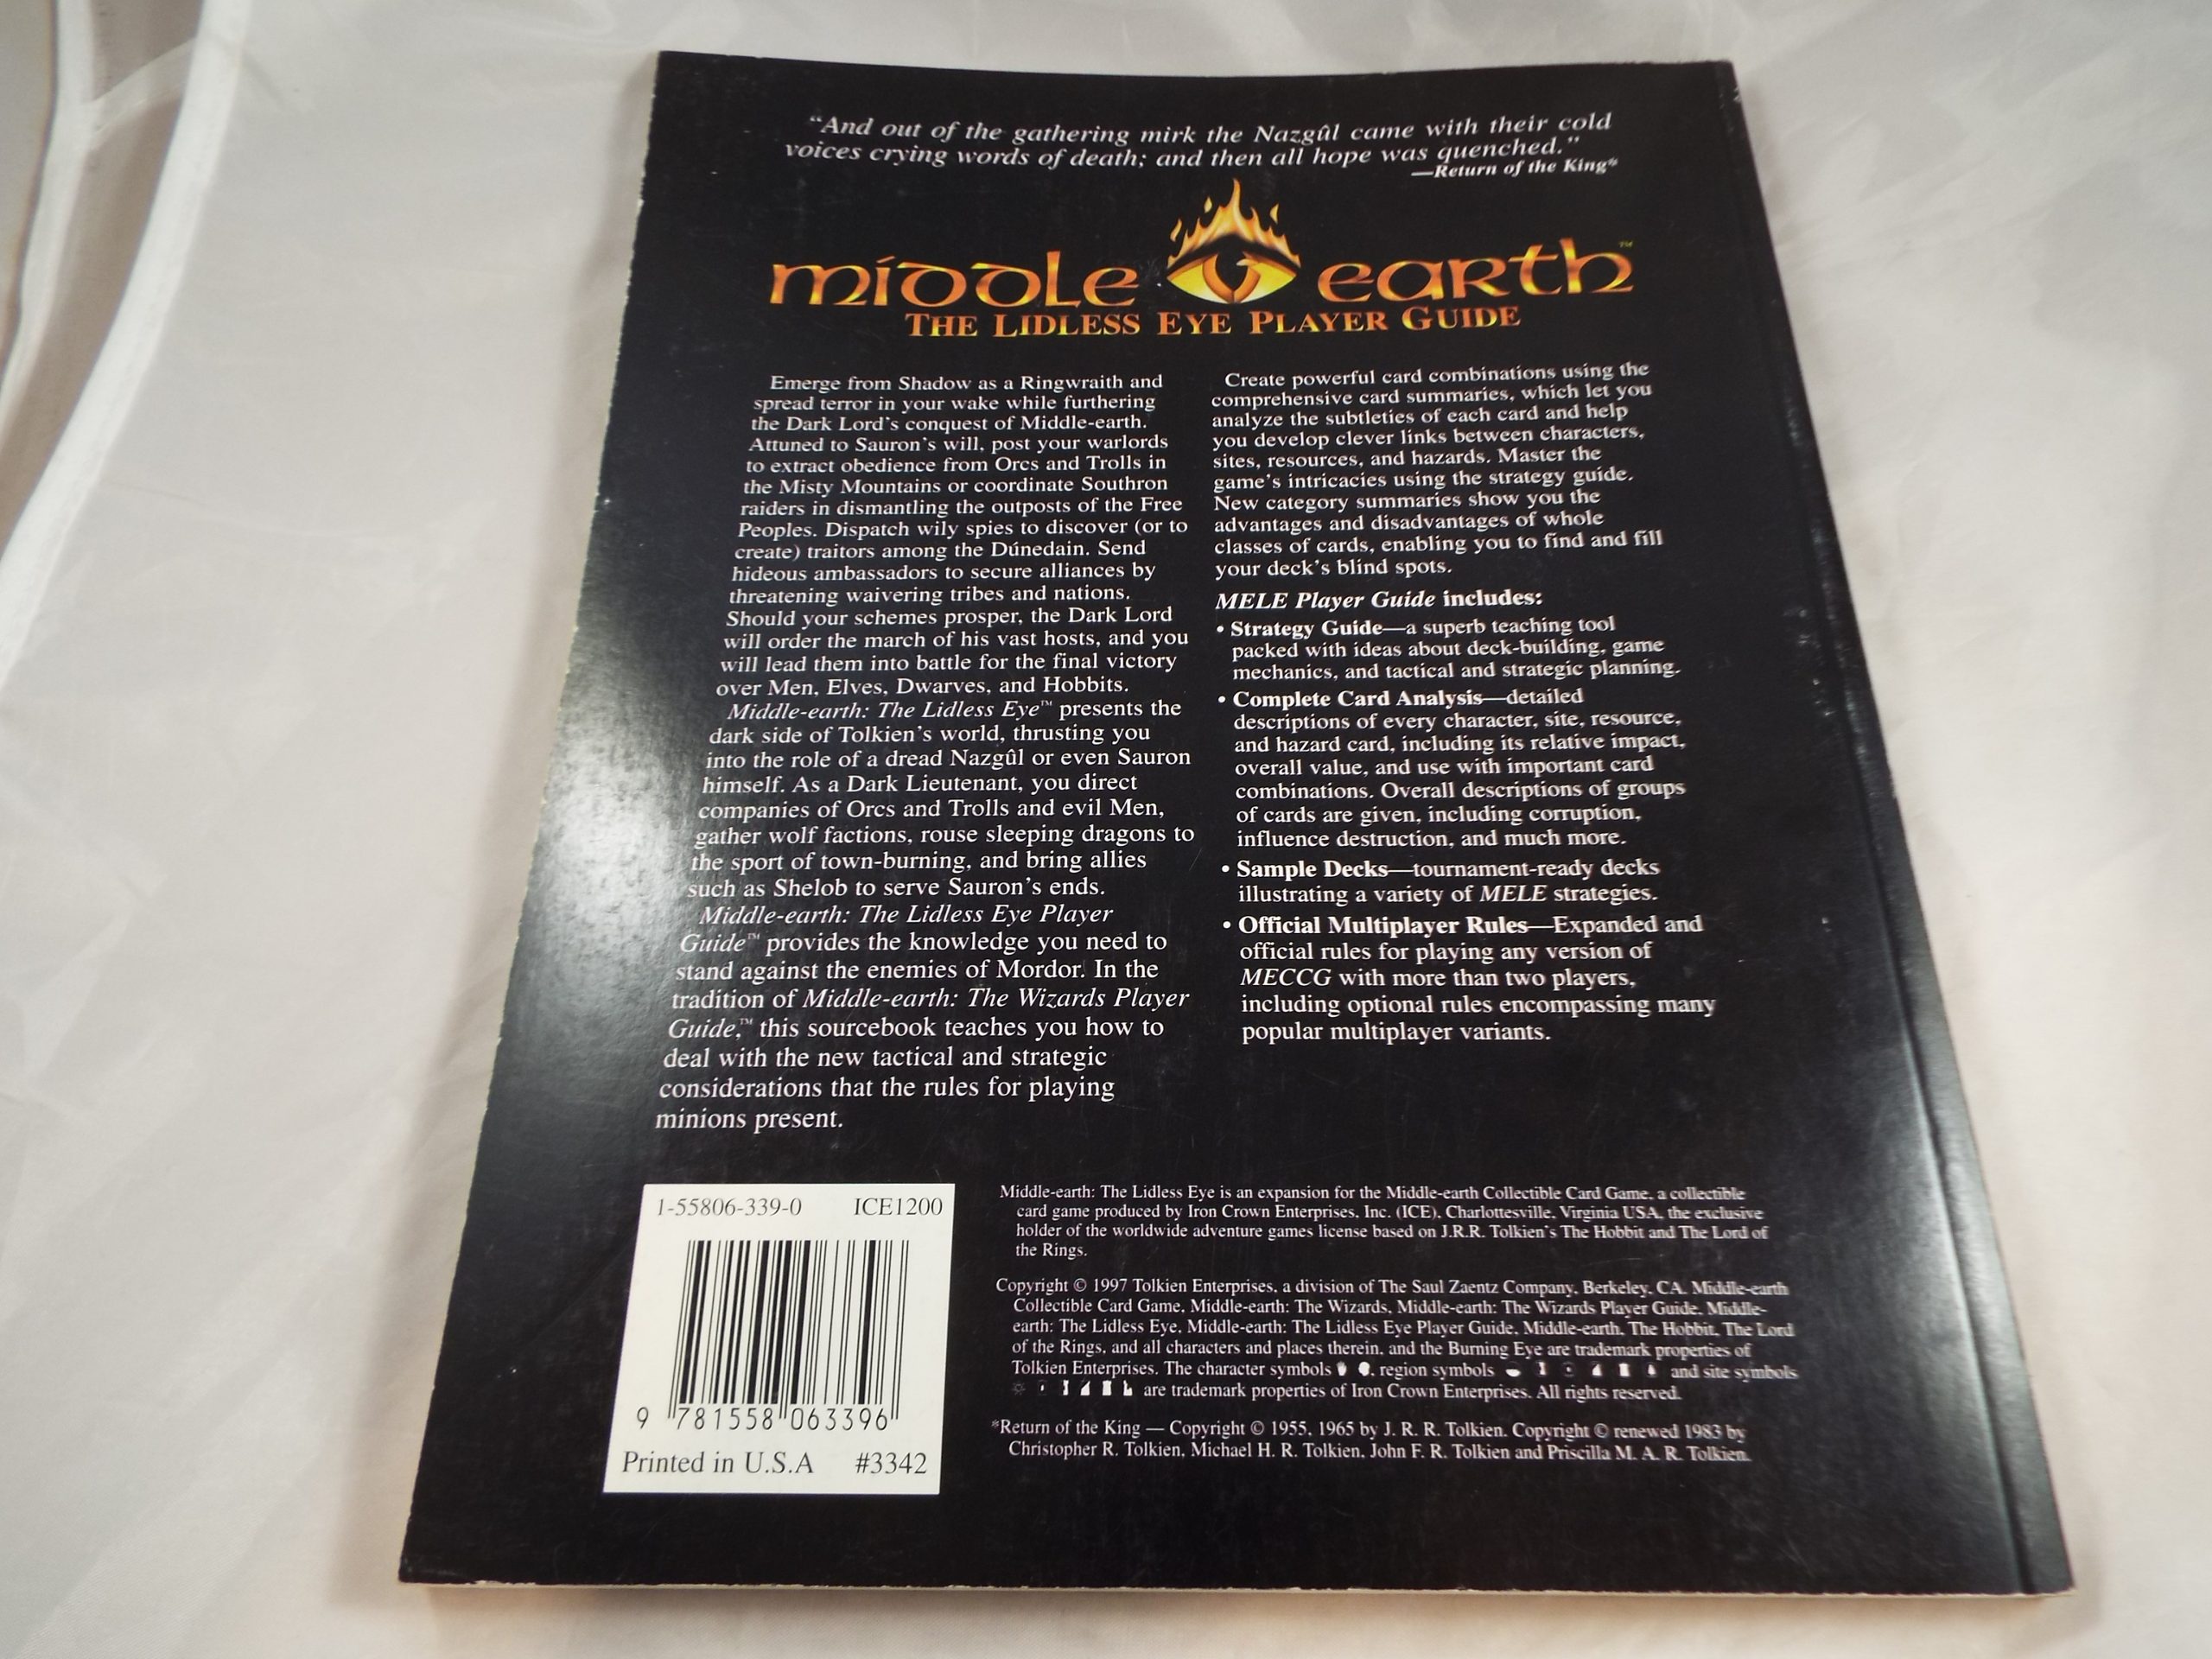 “And out of the gathering mirk the Nazgûl came with their cold
voices crying words of death; and then all hope was quenched.”
—Return of the King*
middle earth™
The Lidless Eye Player Guide
Emerge from Shadow as a Ringwraith and
spread terror in your wake while furthering
the Dark Lord’s conquest of Middle-earth.
Attuned to Sauron’s will, post your warlords
to extract obedience from Orcs and Trolls in
the Misty Mountains or coordinate Southron
raiders in dismantling the outposts of the Free
Peoples. Dispatch wily spies to discover (or to
create) traitors among the Dúnedain. Send
hideous ambassadors to secure alliances by
threatening waivering tribes and nations.
Should your schemes prosper, the Dark Lord
will order the march of his vast hosts, and you
will lead them into battle for the final victory
over Men, Elves, Dwarves, and Hobbits.
Middle-earth: The Lidless Eye™ presents the
dark side of Tolkien’s world, thrusting you
into the role of a dread Nazgûl or even Sauron
himself. As a Dark Lieutenant, you direct
companies of Orcs and Trolls and evil Men,
gather wolf factions, rouse sleeping dragons to
the sport of town-burning, and bring allies
such as Shelob to serve Sauron’s ends.
Middle-earth: The Lidless Eye Player
Guide™ provides the knowledge you need to
stand against the enemies of Mordor. In the
tradition of Middle-earth: The Wizards Player
Guide,™ this sourcebook teaches you how to
deal with the new tactical and strategic
considerations that the rules for playing
minions present.
Create powerful card combinations using the
comprehensive card summaries, which let you
analyze the subtleties of each card and help
you develop clever links between characters,
sites, resources, and hazards. Master the
game’s intricacies using the strategy guide.
New category summaries show you the
advantages and disadvantages of whole
classes of cards, enabling you to find and fill
your deck’s blind spots.
MELE Player Guide includes:
• Strategy Guide—a superb teaching tool
packed with ideas about deck-building, game
mechanics, and tactical and strategic planning.
• Complete Card Analysis—detailed
descriptions of every character, site, resource,
and hazard card, including its relative impact,
overall value, and use with important card
combinations. Overall descriptions of groups
of cards are given, including corruption,
influence destruction, and much more.
• Sample Decks—tournament-ready decks
illustrating a variety of MELE strategies.
• Official Multiplayer Rules—Expanded and
official rules for playing any version of
MECCG with more than two players,
including optional rules encompassing many
popular multiplayer variants.
1-55806-339-0 ICE1200
9 781558 063396
Printed in U.S.A #3342
Middle-earth: The Lidless Eye is an expansion for the Middle-earth Collectible Card Game, a collectible
card game produced by Iron Crown Enterprises, Inc. (ICE), Charlottesville, Virginia USA, the exclusive
holder of the worldwide adventure games license based on J.R.R. Tolkien’s The Hobbit and The Lord of
the Rings.
Copyright © 1997 Tolkien Enterprises, a division of The Saul Zaentz Company, Berkeley, CA. Middle-earth
Collectible Card Game, Middle-earth: The Wizards, Middle-earth: The Wizards Player Guide, Middle-
earth: The Lidless Eye, Middle-earth: The Lidless Eye Player Guide, Middle-earth, The Hobbit, The Lord
of the Rings, and all characters and places therein, and the Burning Eye are trademark properties of
Tolkien Enterprises. The character symbols , region symbols and site symbols
are trademark properties of Iron Crown Enterprises. All rights reserved.
*Return of the King — Copyright © 1955, 1965 by J. R. R. Tolkien. Copyright © renewed 1983 by
Christopher R. Tolkien, Michael H. R. Tolkien, John F. R. Tolkien and Priscilla M. A. R. Tolkien.